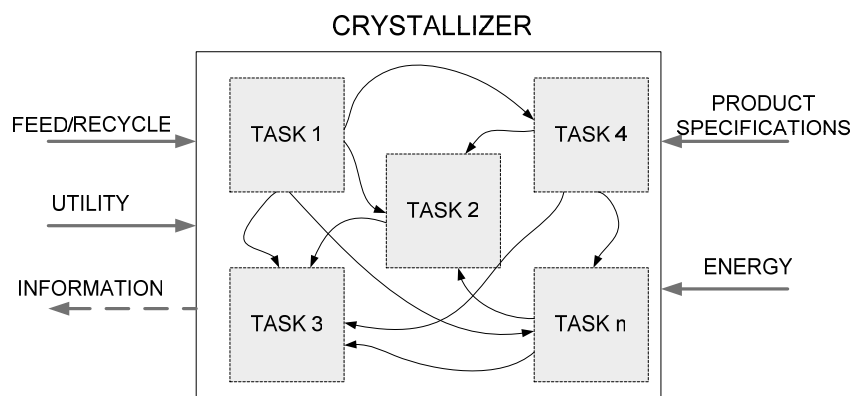 CRYSTALLIZER
FEED/RECYCLE
UTILITY
INFORMATION
TASK 1
TASK 4
TASK 2
TASK 3
TASK n
PRODUCT
SPECIFICATIONS
ENERGY